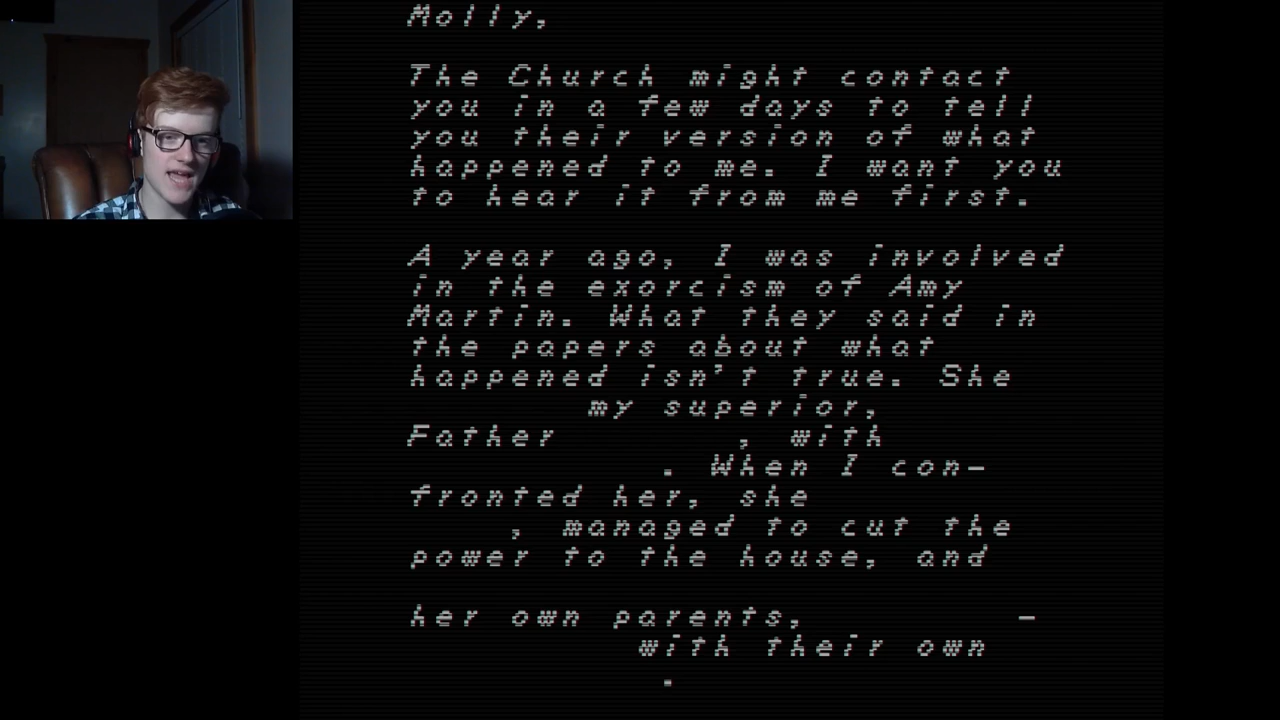 Molly,
The Church might contact
you in a few days to tell
you their version of what
happened to me. I want you
to hear it from me first.
A year ago, I was involved
in the exorcism of Amy
Martin. What they said in
the papers about what
happened isn't true. She
my superior,
Father , with
. When I con-
fronted her, she
, managed to cut the
power to the house, and
her own parents, -
with their own
.